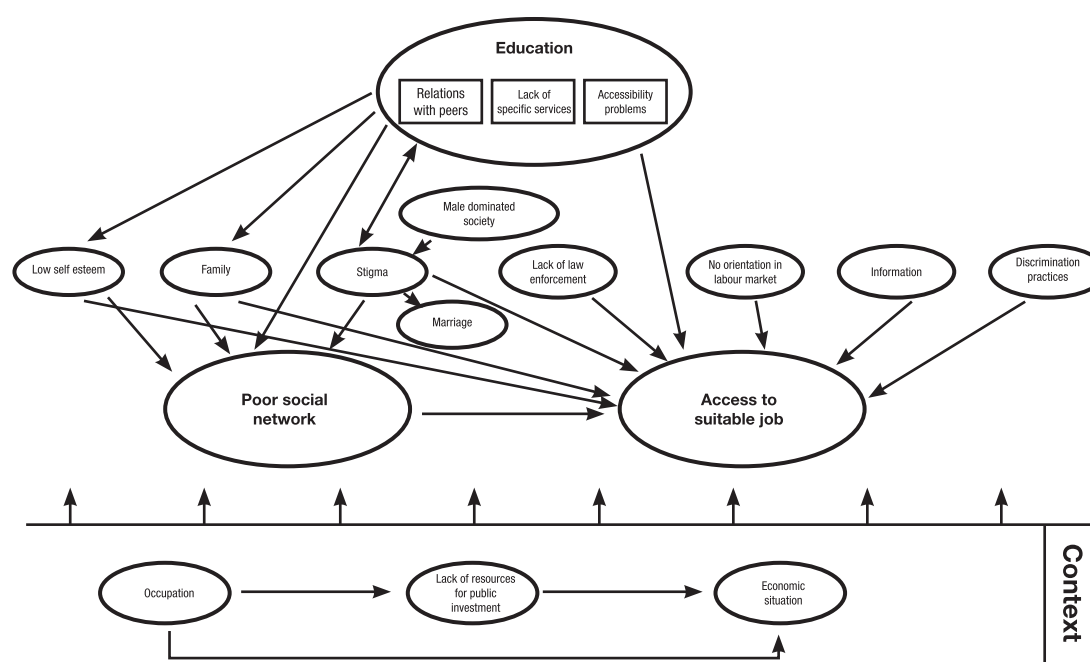 Education
Relations
with peers
Lack of
specific services
Accessibility
problems
Male dominated
society
Low self esteem
Family
Stigma
Lack of law
enforcement
No orientation in
labour market
Information
Discrimination
practices
Marriage
Poor social
network
Access to
suitable job
Occupation
Lack of resources
for public
investment
Economic
situation
Context